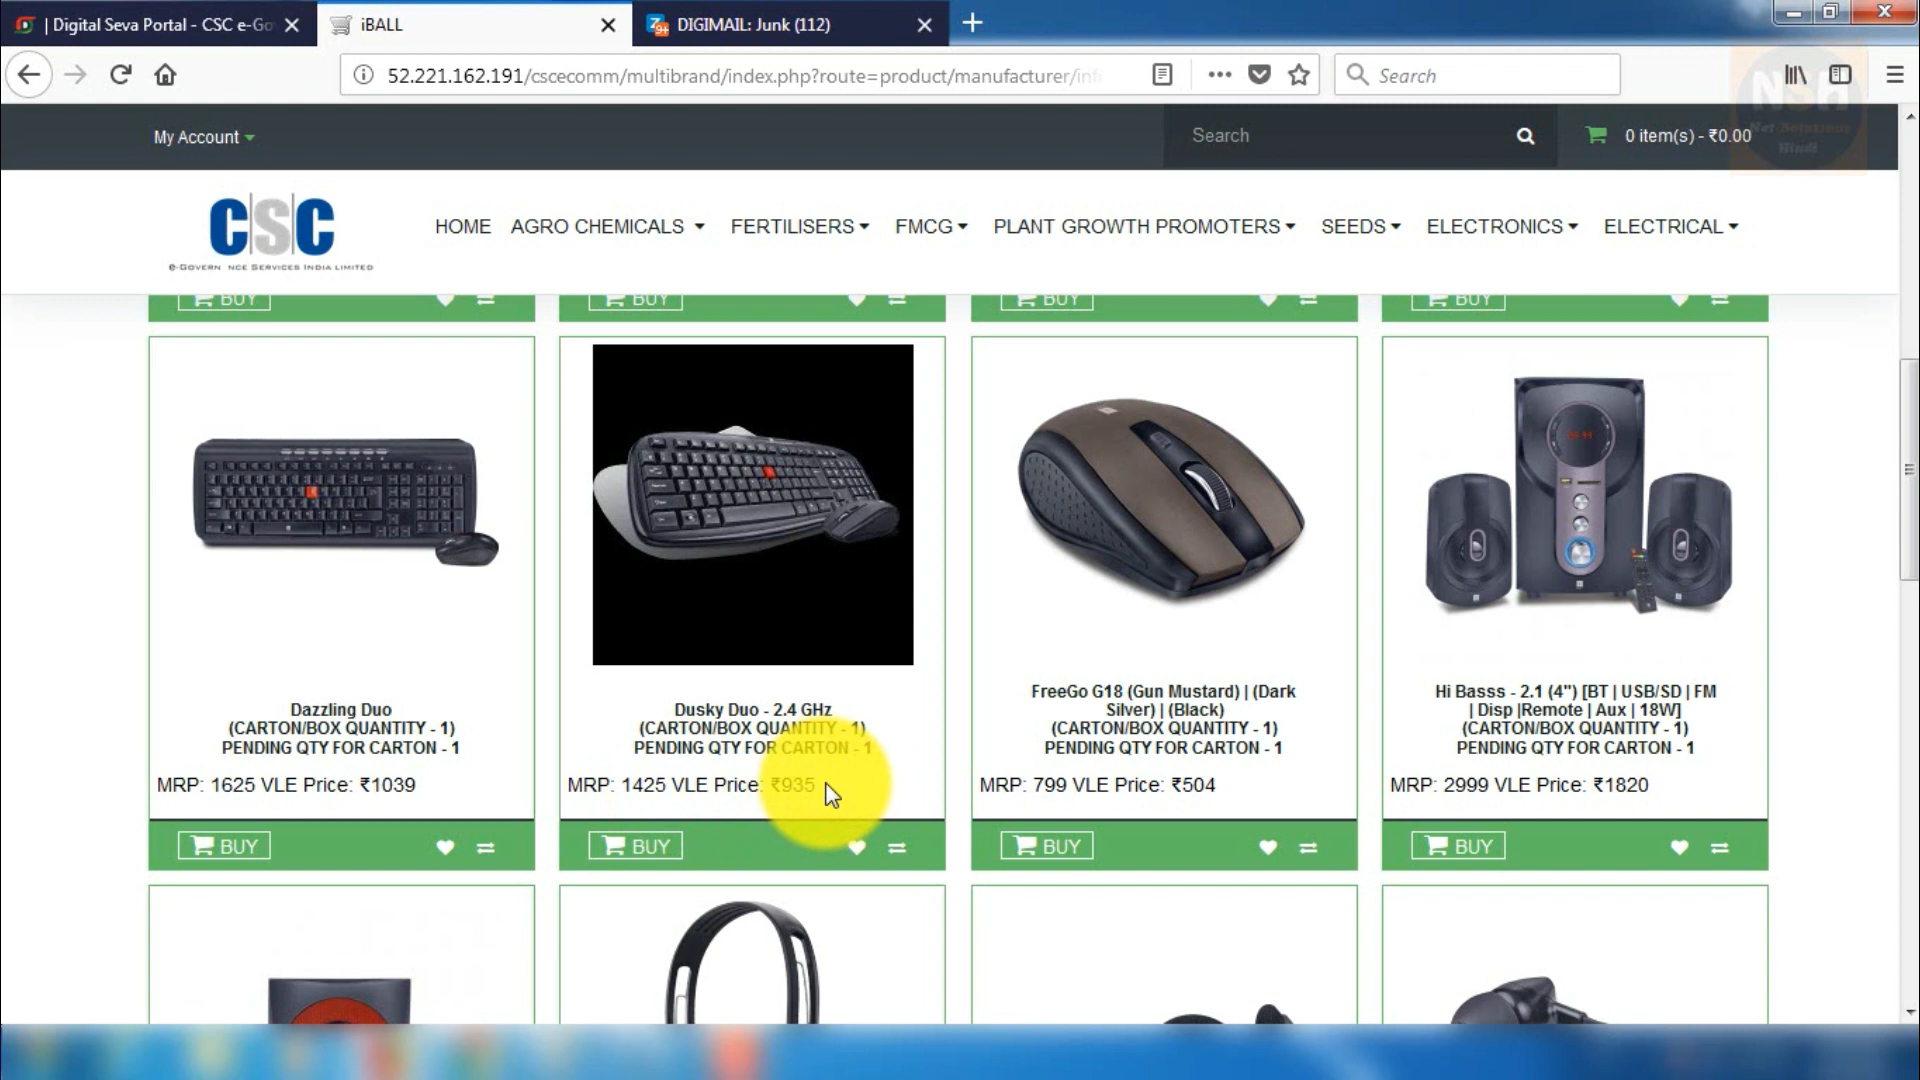 | Digital Seva Portal - CSC e-Go
iBALL
DIGIMAIL: Junk (112)
52.221.162.191/cscecomm/multibrand/index.php?route=product/manufacturer/inf
Search
My Account
Search
0 item(s) - ₹0.00
NSH
Net Solutions
Hindi
CSC
HOME
AGRO CHEMICALS
FERTILISERS
FMCG
PLANT GROWTH PROMOTERS
SEEDS
ELECTRONICS
ELECTRICAL
e-Govern nce Services India Limited
BUY
BUY
BUY
BUY
Dazzling Duo
(CARTON/BOX QUANTITY - 1)
PENDING QTY FOR CARTON - 1
MRP: 1625 VLE Price: ₹1039
BUY
Dusky Duo - 2.4 GHz
(CARTON/BOX QUANTITY - 1)
PENDING QTY FOR CARTON - 1
MRP: 1425 VLE Price: ₹935
BUY
FreeGo G18 (Gun Mustard) | (Dark
Silver) | (Black)
(CARTON/BOX QUANTITY - 1)
PENDING QTY FOR CARTON - 1
MRP: 799 VLE Price: ₹504
BUY
Hi Basss - 2.1 (4") [BT | USB/SD | FM
| Disp |Remote | Aux | 18W]
(CARTON/BOX QUANTITY - 1)
PENDING QTY FOR CARTON - 1
MRP: 2999 VLE Price: ₹1820
BUY